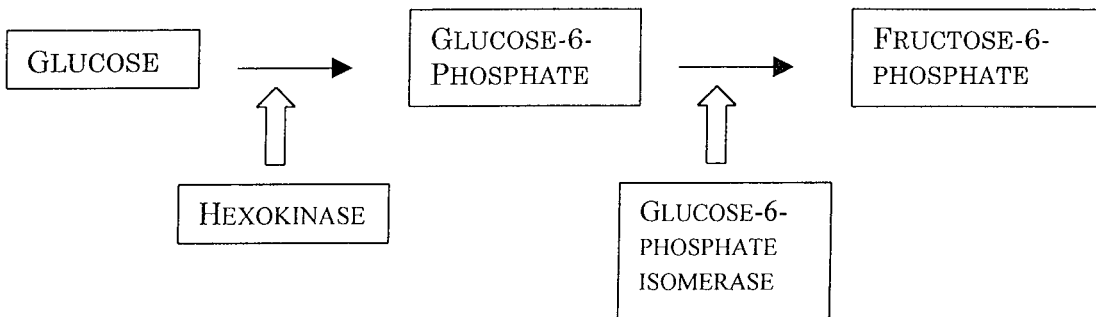 GLUCOSE
GLUCOSE-6-
PHOSPHATE
FRUCTOSE-6-
PHOSPHATE
HEXOKINASE
GLUCOSE-6-
PHOSPHATE
ISOMERASE